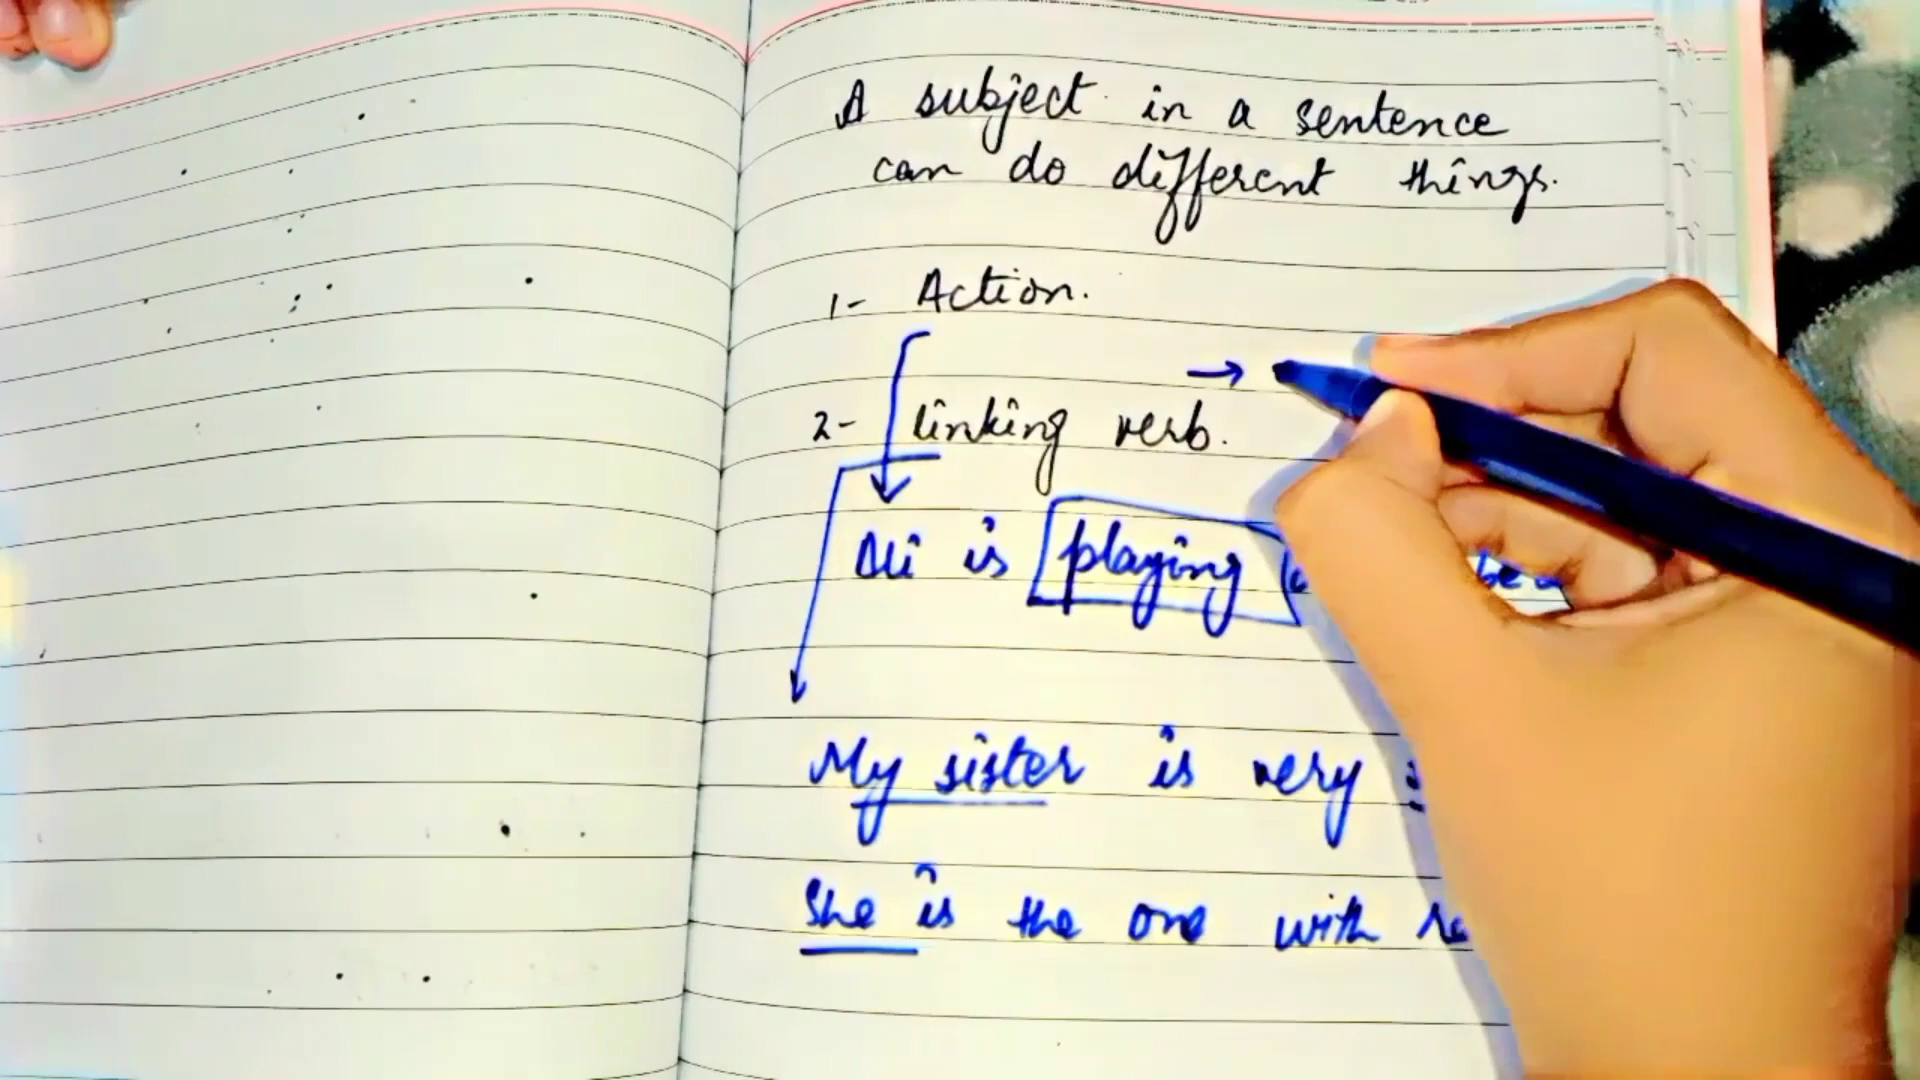 A subject in a sentence
can do different things.
1- Action.
→
2- linking verb.
Ali is playing
My sister is very
She is the one with